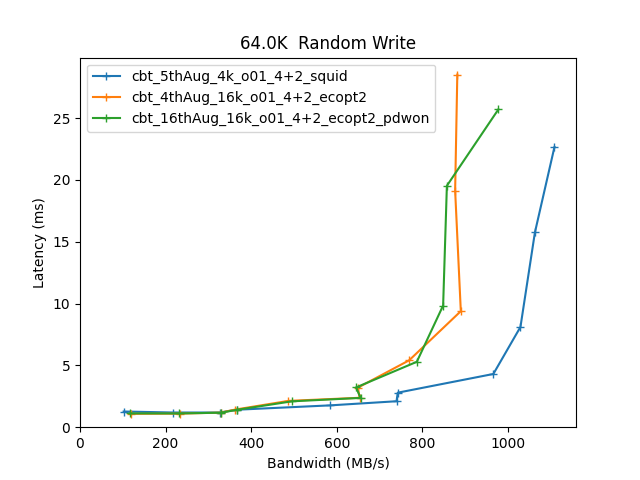 64.0K  Random Write
cbt_5thAug_4k_o01_4+2_squid
cbt_4thAug_16k_o01_4+2_ecopt2
cbt_16thAug_16k_o01_4+2_ecopt2_pdwon
Latency (ms)
25
20
15
10
5
0
0 200 400 600 800 1000
Bandwidth (MB/s)